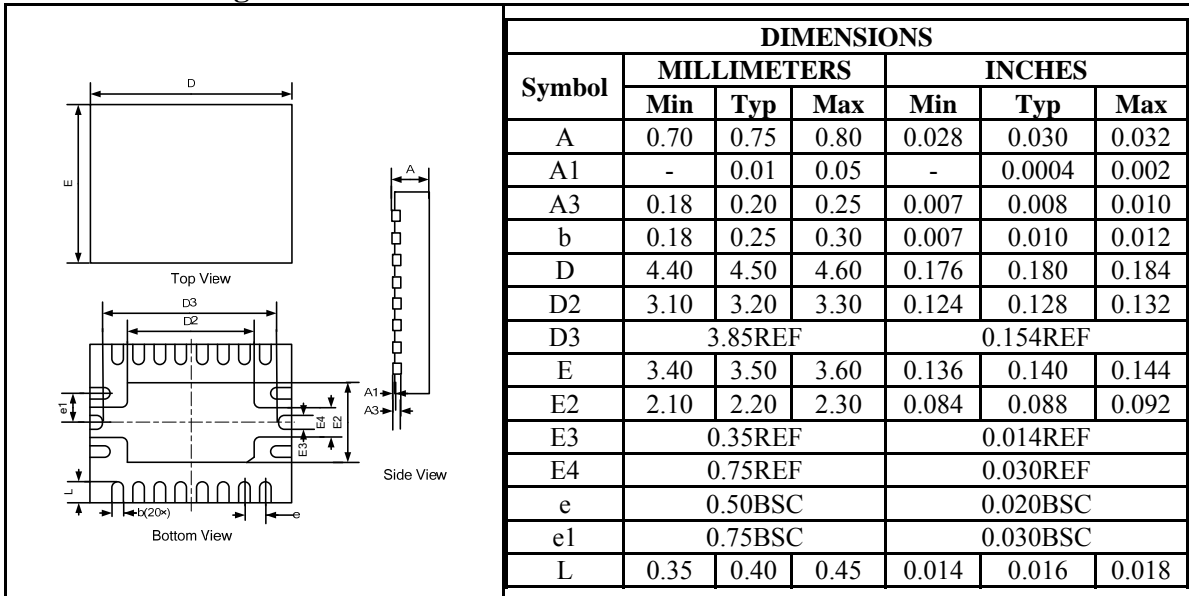 D
E
Top View
A
A1
A3
Side View
D3
D2
e1
E4
E2
E3
L
b(20×)
e
Bottom View
DIMENSIONS
Symbol MILLIMETERS INCHES
Min Typ Max Min Typ Max
A 0.70 0.75 0.80 0.028 0.030 0.032
A1 - 0.01 0.05 - 0.0004 0.002
A3 0.18 0.20 0.25 0.007 0.008 0.010
b 0.18 0.25 0.30 0.007 0.010 0.012
D 4.40 4.50 4.60 0.176 0.180 0.184
D2 3.10 3.20 3.30 0.124 0.128 0.132
D3 3.85REF 0.154REF
E 3.40 3.50 3.60 0.136 0.140 0.144
E2 2.10 2.20 2.30 0.084 0.088 0.092
E3 0.35REF 0.014REF
E4 0.75REF 0.030REF
e 0.50BSC 0.020BSC
e1 0.75BSC 0.030BSC
L 0.35 0.40 0.45 0.014 0.016 0.018